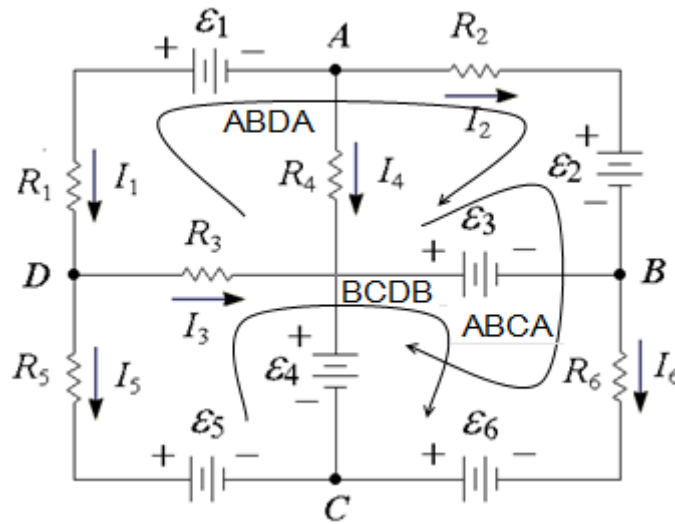 ε1
+ −
A
R2
ABDA
I2
R1
I1
R4
I4
+
ε2
−
R3
ε3
D
+ −
B
I3
BCDB
ABCA
R5
I5
+
ε4
−
R6
I6
ε5
ε6
+ −
+ −
C